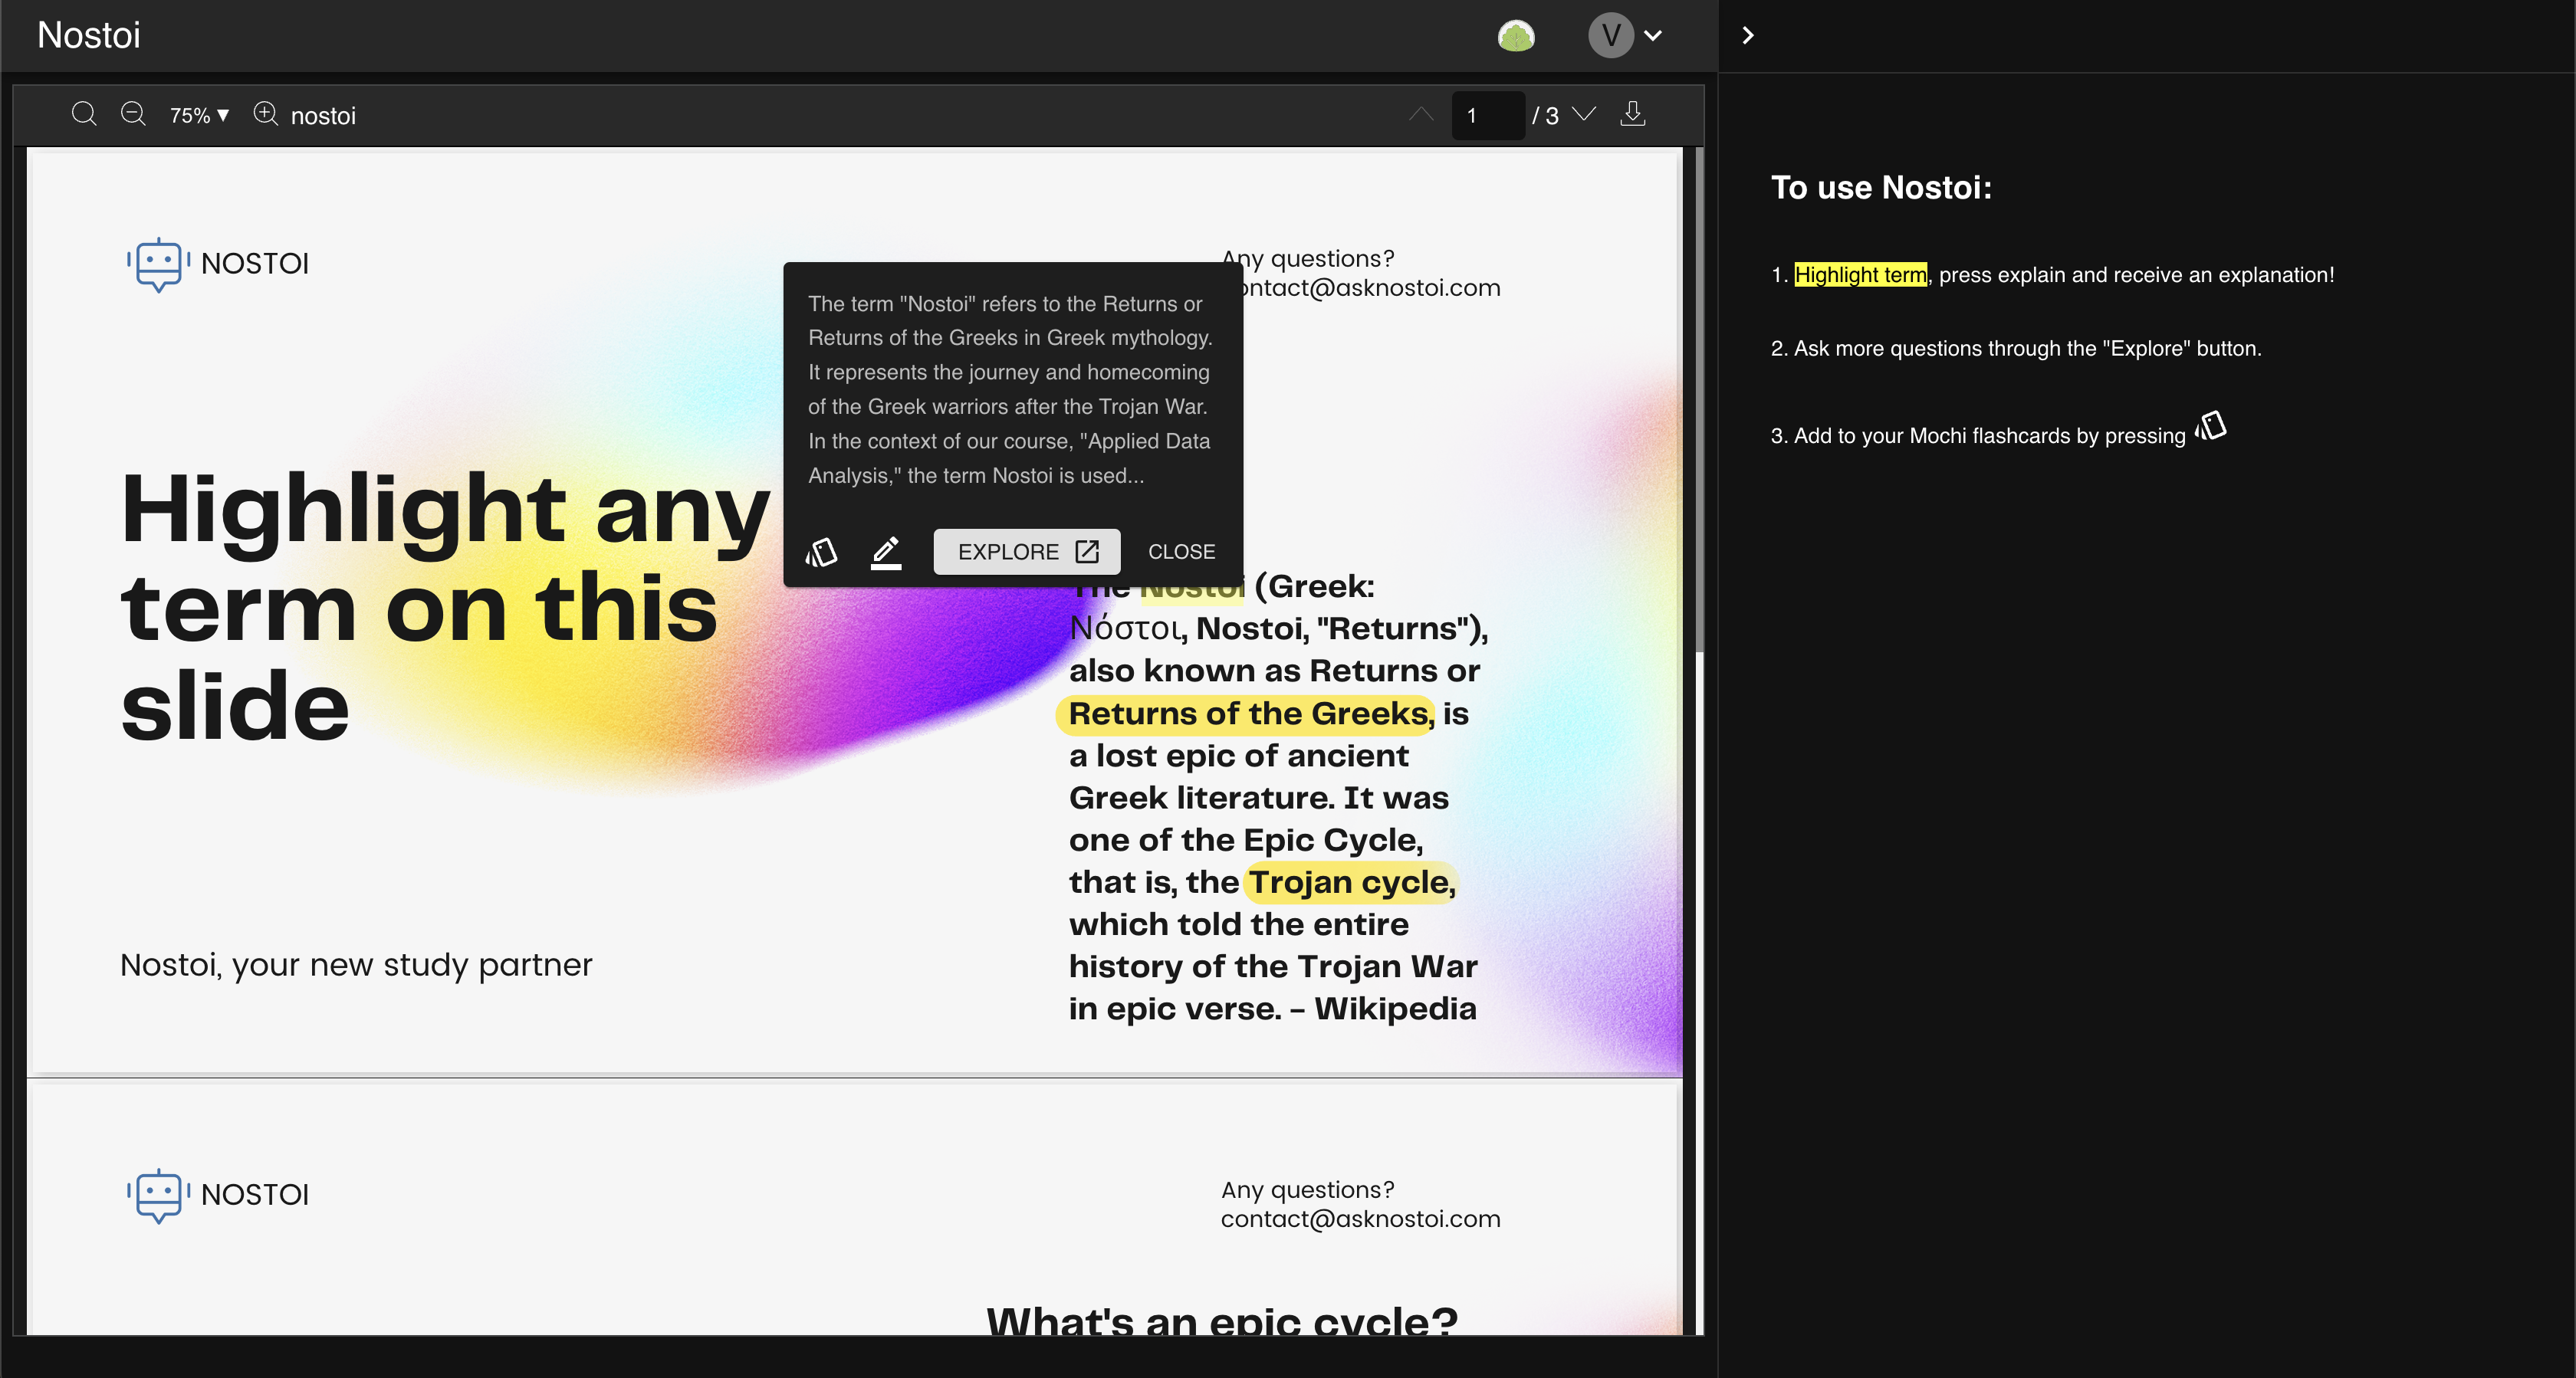 Nostoi
V
75% ▼
nostoi
1 / 3
NOSTOI
Any questions?
contact@asknostoi.com
The term "Nostoi" refers to the Returns or
Returns of the Greeks in Greek mythology.
It represents the journey and homecoming
of the Greek warriors after the Trojan War.
In the context of our course, "Applied Data
Analysis," the term Nostoi is used...
EXPLORE
CLOSE
Highlight any
term on this
slide
Nostoi, your new study partner
The Nostoi (Greek:
Νόστοι, Nostoi, "Returns"),
also known as Returns or
Returns of the Greeks, is
a lost epic of ancient
Greek literature. It was
one of the Epic Cycle,
that is, the Trojan cycle,
which told the entire
history of the Trojan War
in epic verse. - Wikipedia
NOSTOI
Any questions?
contact@asknostoi.com
What's an epic cycle?
To use Nostoi:
1. Highlight term, press explain and receive an explanation!
2. Ask more questions through the "Explore" button.
3. Add to your Mochi flashcards by pressing